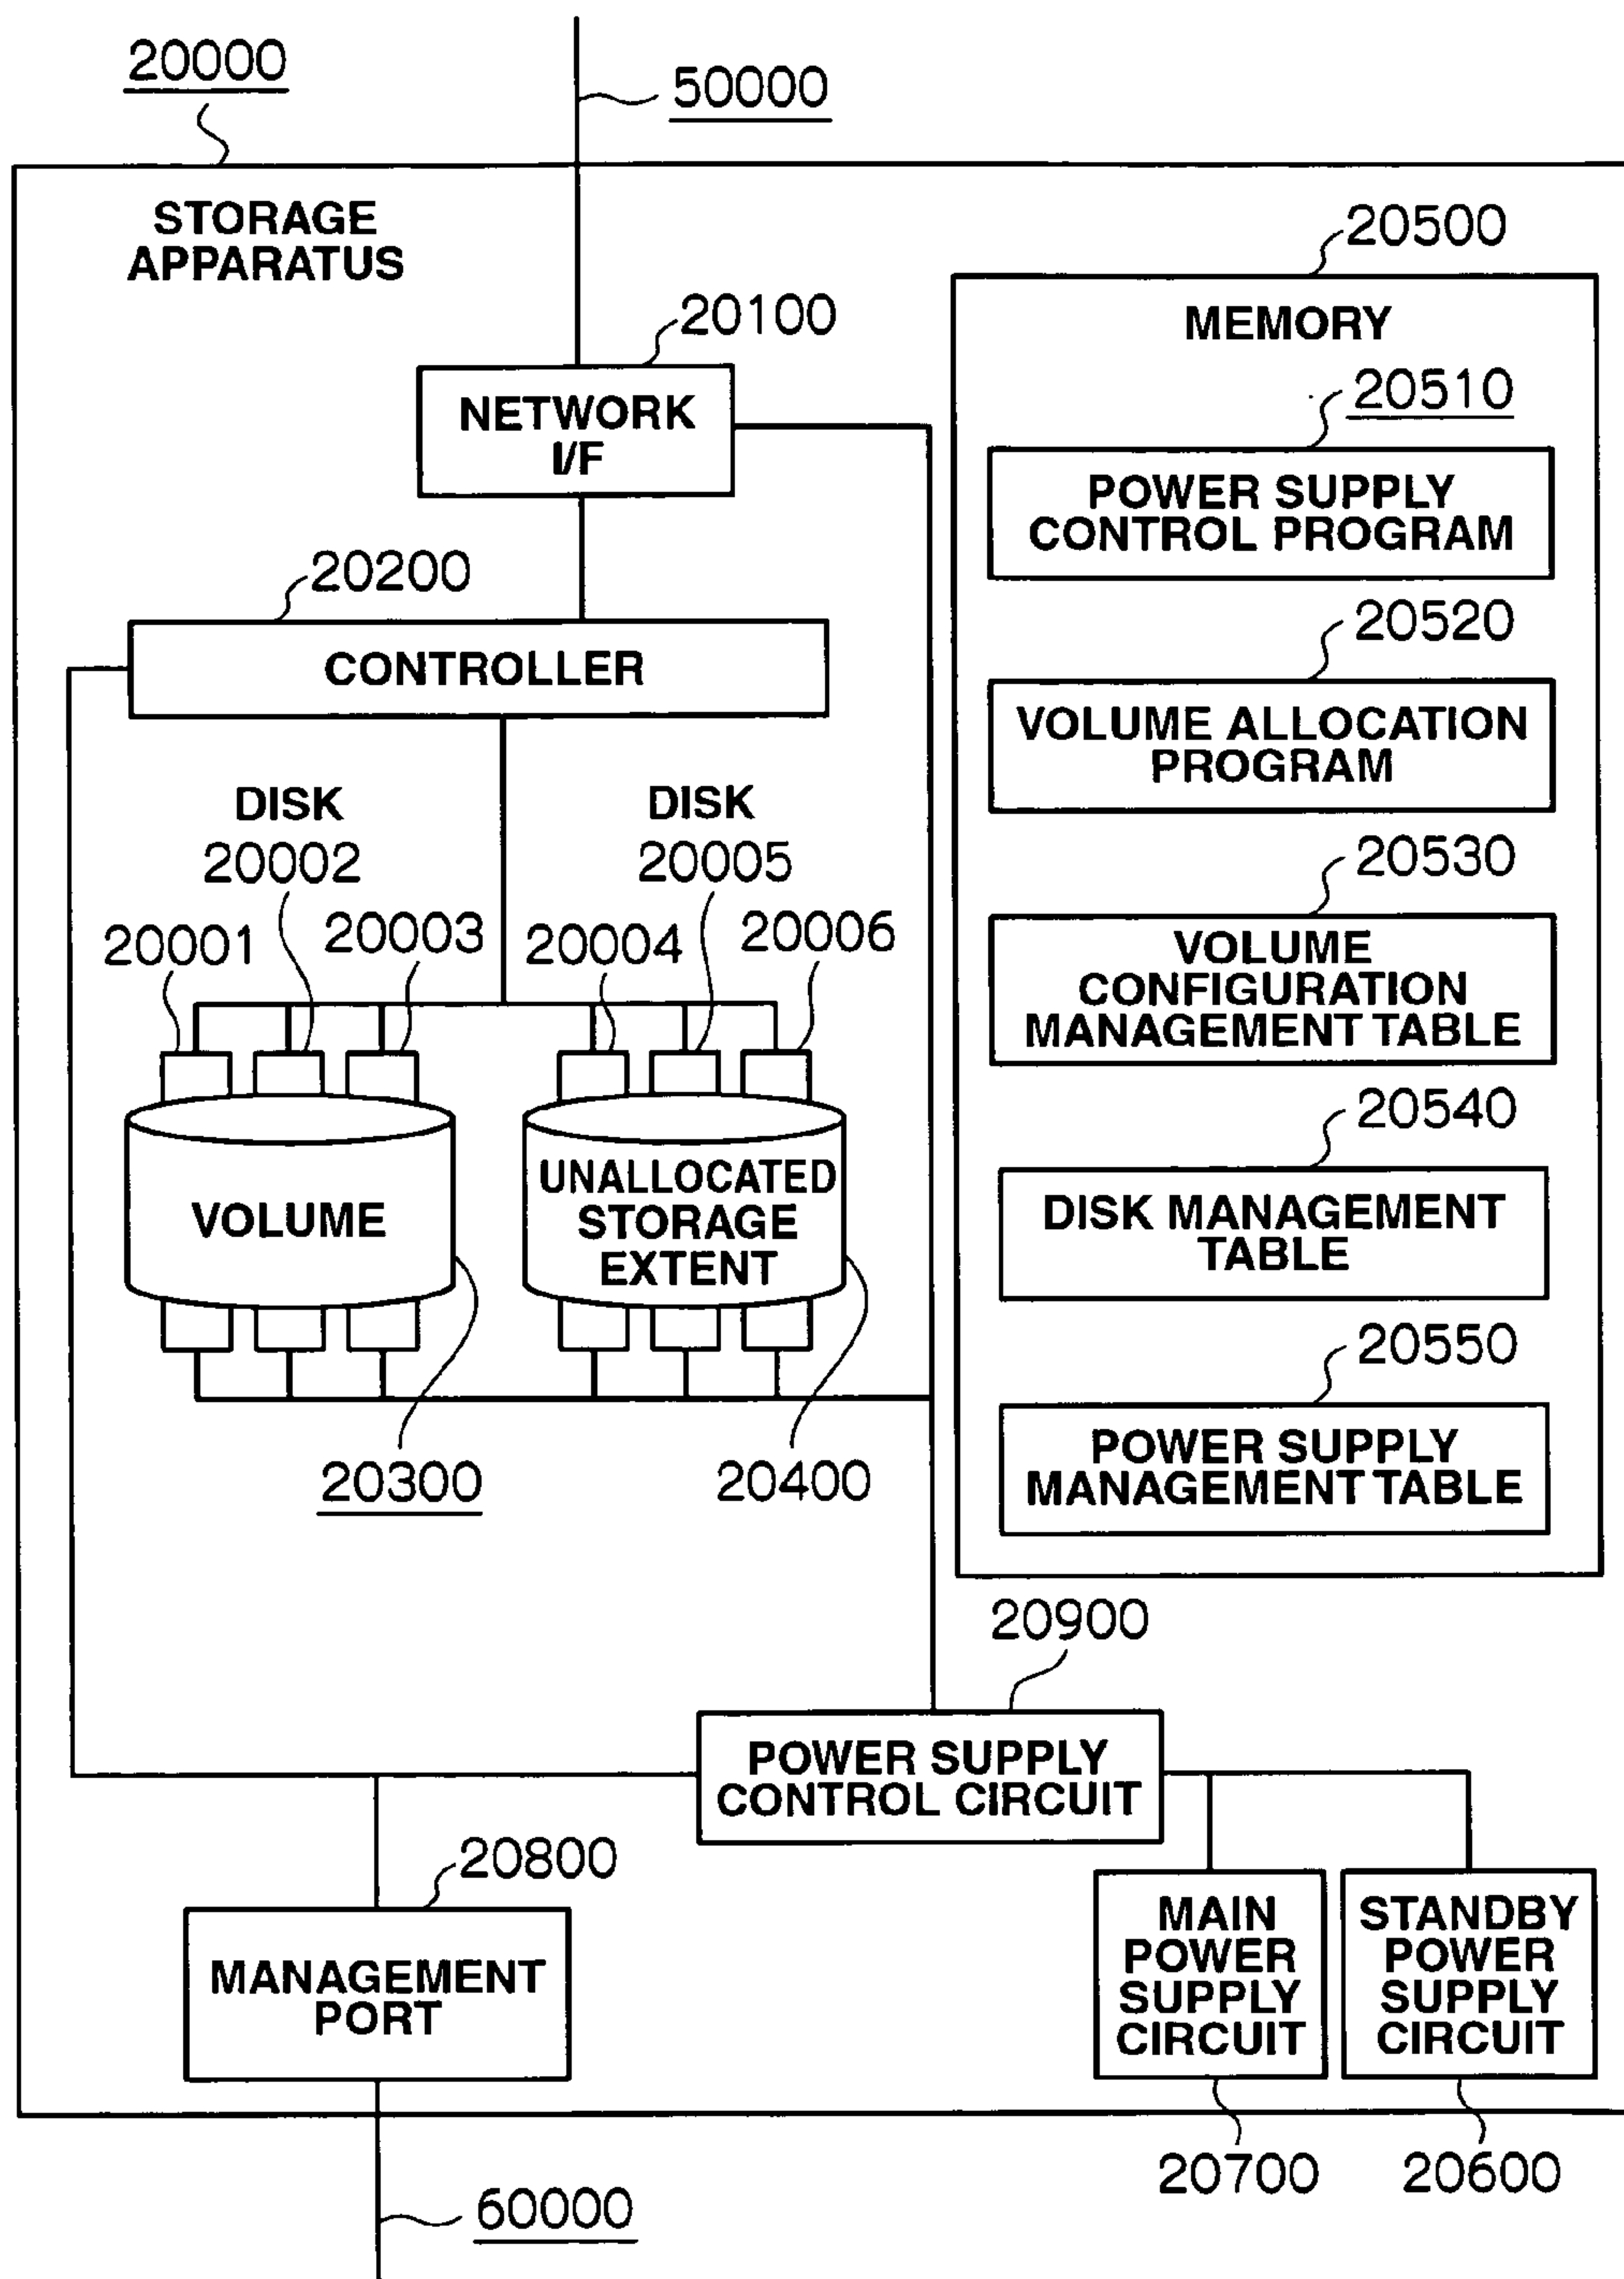 20000
50000
STORAGE
APPARATUS
20500
MEMORY
20100
NETWORK
I/F
20510
POWER SUPPLY
CONTROL PROGRAM
20200
CONTROLLER
20520
VOLUME ALLOCATION
PROGRAM
DISK
20002
DISK
20005
20001
20003
20004
20006
20530
VOLUME
CONFIGURATION
MANAGEMENT TABLE
VOLUME
UNALLOCATED
STORAGE
EXTENT
20540
DISK MANAGEMENT
TABLE
20300
20400
20550
POWER SUPPLY
MANAGEMENT TABLE
20900
POWER SUPPLY
CONTROL CIRCUIT
20800
MANAGEMENT
PORT
MAIN
POWER
SUPPLY
CIRCUIT
STANDBY
POWER
SUPPLY
CIRCUIT
20700
20600
60000